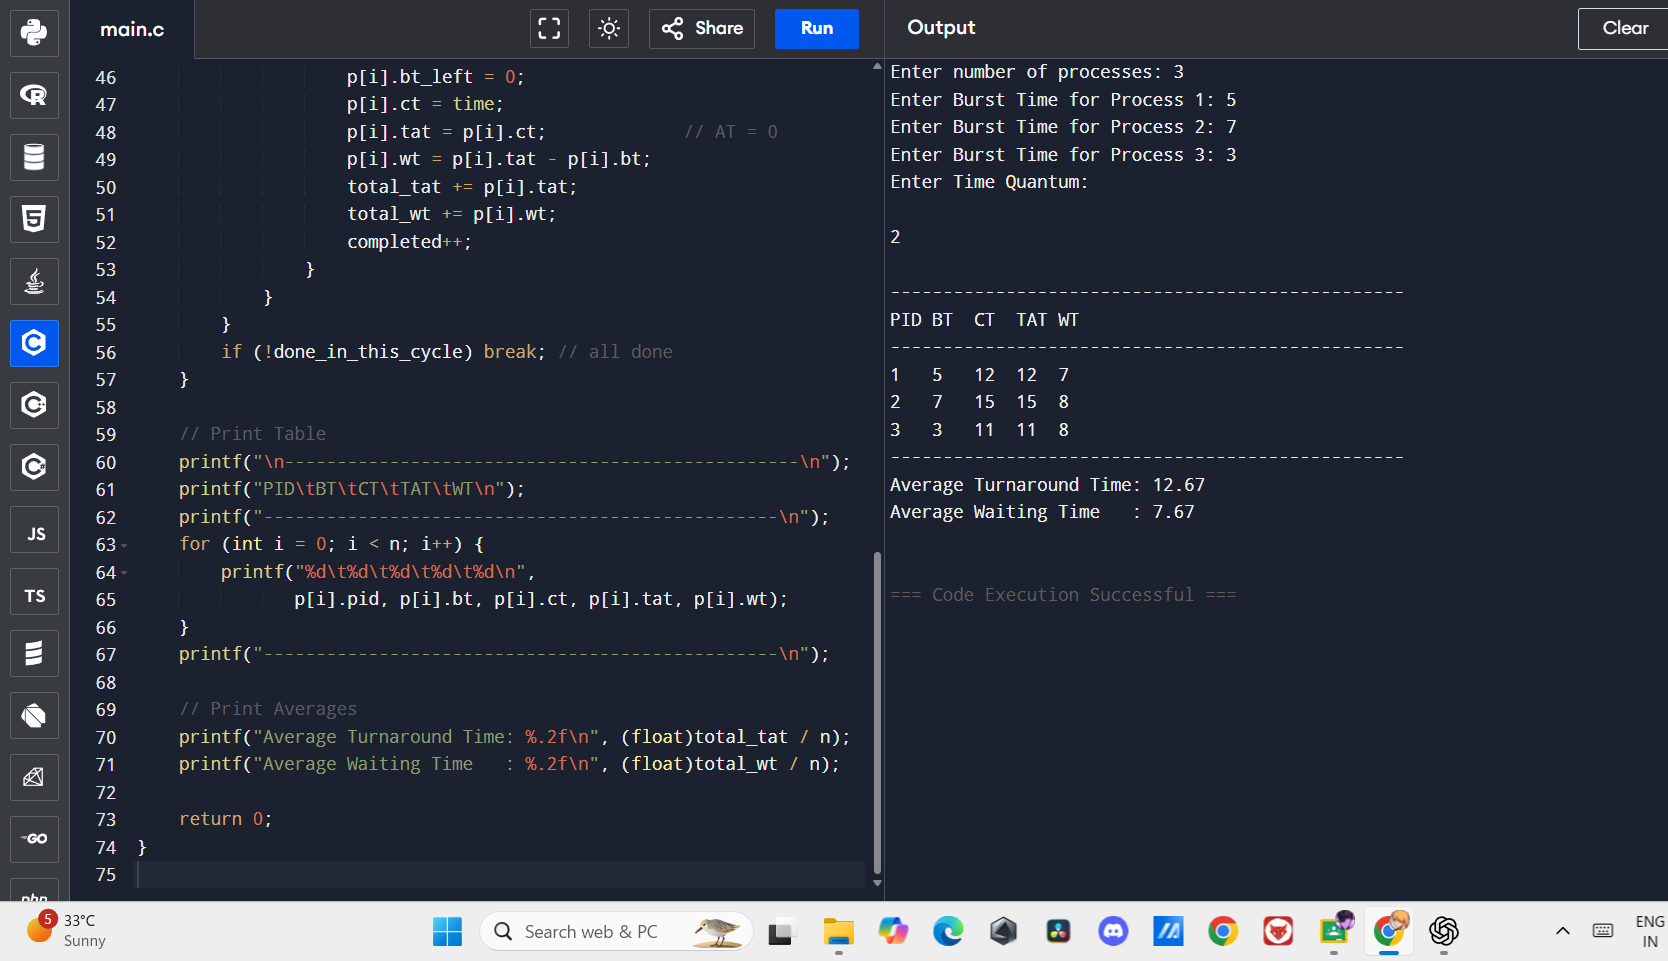 main.c
Share
Run
Output
Clear
46 p[i].bt_left = 0;
47 p[i].ct = time;
48 p[i].tat = p[i].ct; // AT = 0
49 p[i].wt = p[i].tat - p[i].bt;
50 total_tat += p[i].tat;
51 total_wt += p[i].wt;
52 completed++;
53 }
54 }
55 }
56 if (!done_in_this_cycle) break; // all done
57 }
58
59 // Print Table
60 printf("\n-------------------------------------------------\n");
61 printf("PID\tBT\tCT\tTAT\tWT\n");
62 printf("-------------------------------------------------\n");
63 for (int i = 0; i < n; i++) {
64 printf("%d\t%d\t%d\t%d\t%d\n",
65 p[i].pid, p[i].bt, p[i].ct, p[i].tat, p[i].wt);
66 }
67 printf("-------------------------------------------------\n");
68
69 // Print Averages
70 printf("Average Turnaround Time: %.2f\n", (float)total_tat / n);
71 printf("Average Waiting Time   : %.2f\n", (float)total_wt / n);
72
73 return 0;
74 }
75
Enter number of processes: 3
Enter Burst Time for Process 1: 5
Enter Burst Time for Process 2: 7
Enter Burst Time for Process 3: 3
Enter Time Quantum:
2
-------------------------------------------------
PID BT CT TAT WT
-------------------------------------------------
1 5 12 12 7
2 7 15 15 8
3 3 11 11 8
-------------------------------------------------
Average Turnaround Time: 12.67
Average Waiting Time   : 7.67
=== Code Execution Successful ===
R
5
C
C
C
JS
TS
GO
php
5
33°C
Sunny
Search web & PC
ENG
IN